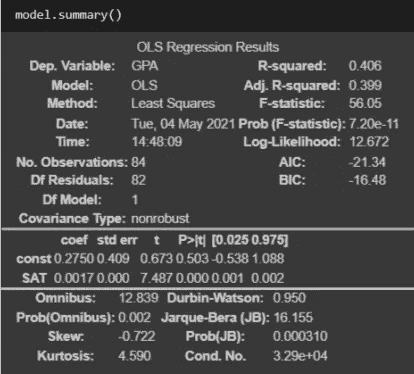 model.summary()
OLS Regression Results
Dep. Variable: GPA R-squared: 0.406
Model: OLS Adj. R-squared: 0.399
Method: Least Squares F-statistic: 56.05
Date: Tue, 04 May 2021 Prob (F-statistic): 7.20e-11
Time: 14:48:09 Log-Likelihood: 12.672
No. Observations: 84 AIC: -21.34
Df Residuals: 82 BIC: -16.48
Df Model: 1
Covariance Type: nonrobust
coef std err t P>|t| [0.025 0.975]
const 0.2750 0.409 0.673 0.503 -0.538 1.088
SAT 0.0017 0.000 7.487 0.000 0.001 0.002
Omnibus: 12.839 Durbin-Watson: 0.950
Prob(Omnibus): 0.002 Jarque-Bera (JB): 16.155
Skew: -0.722 Prob(JB): 0.000310
Kurtosis: 4.590 Cond. No. 3.29e+04